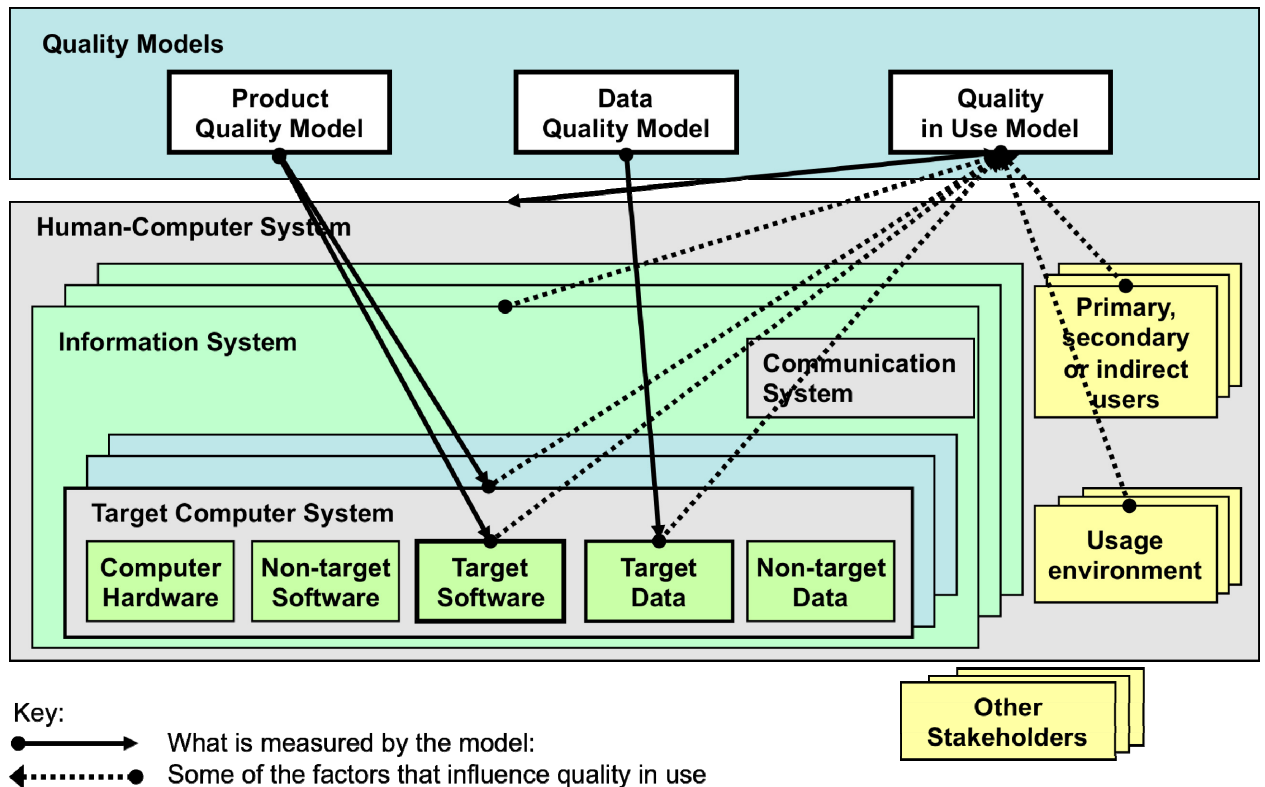 Quality Models
Product
Quality Model
Data
Quality Model
Quality
in Use Model
Human-Computer System
Information System
Communication
System
Primary,
secondary
or indirect
users
Target Computer System
Computer
Hardware
Non-target
Software
Target
Software
Target
Data
Non-target
Data
Usage
environment
Other
Stakeholders
Key:
What is measured by the model:
Some of the factors that influence quality in use